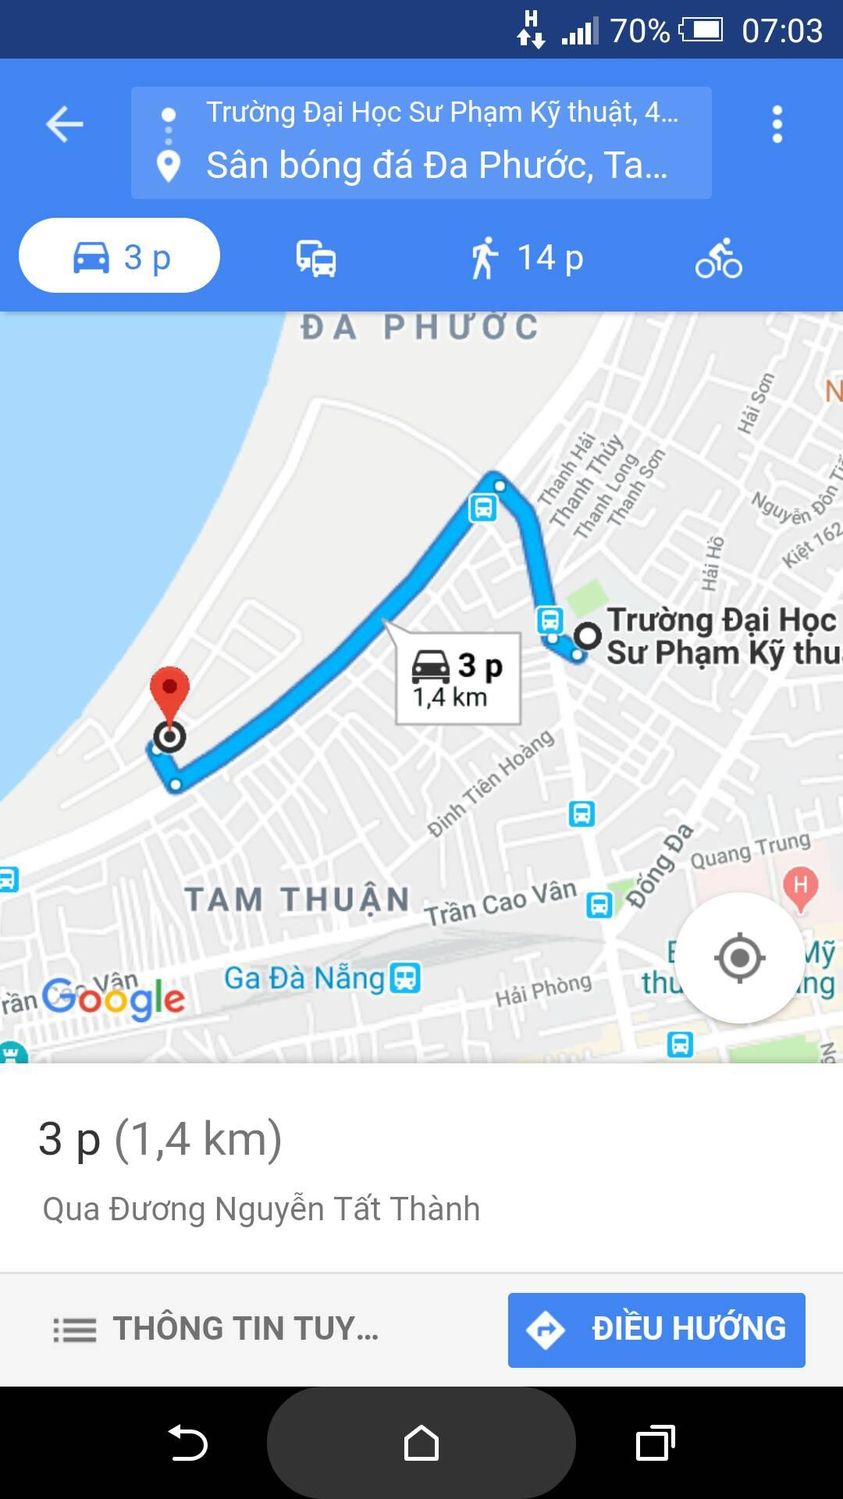 H
70%
07:03
Trường Đại Học Sư Phạm Kỹ thuật, 4...
Sân bóng đá Đa Phước, Ta...
3 p
14 p
ĐA PHƯỚC
Hải Sơn
N
Thanh Hải
Thanh Thủy
Thanh Long
Thanh Sơn
Nguyễn Đôn Ti
Kiệt 162
Hải Hồ
Trường Đại Học
Sư Phạm Kỹ thu
3 p
1,4 km
Đinh Tiên Hoàng
Đống Đa
Quang Trung
H
TAM THUẬN
Trần Cao Vân
Mỹ
thu
ng
Ga Đà Nẵng
Hải Phòng
rần Cao Vân
Google
3 p (1,4 km)
Qua Đương Nguyễn Tất Thành
THÔNG TIN TUY...
ĐIỀU HƯỚNG